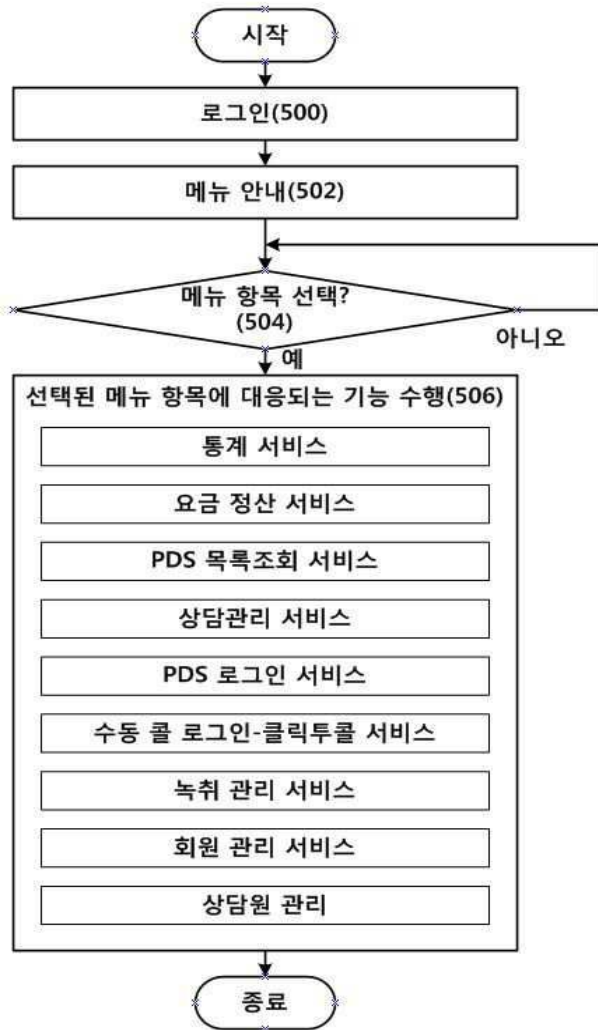 시작
로그인(500)
메뉴 안내(502)
메뉴 항목 선택?
(504)
아니오
예
선택된 메뉴 항목에 대응되는 기능 수행(506)
통계 서비스
요금 정산 서비스
PDS 목록조회 서비스
상담관리 서비스
PDS 로그인 서비스
수동 콜 로그인-클릭투콜 서비스
녹취 관리 서비스
회원 관리 서비스
상담원 관리
종료